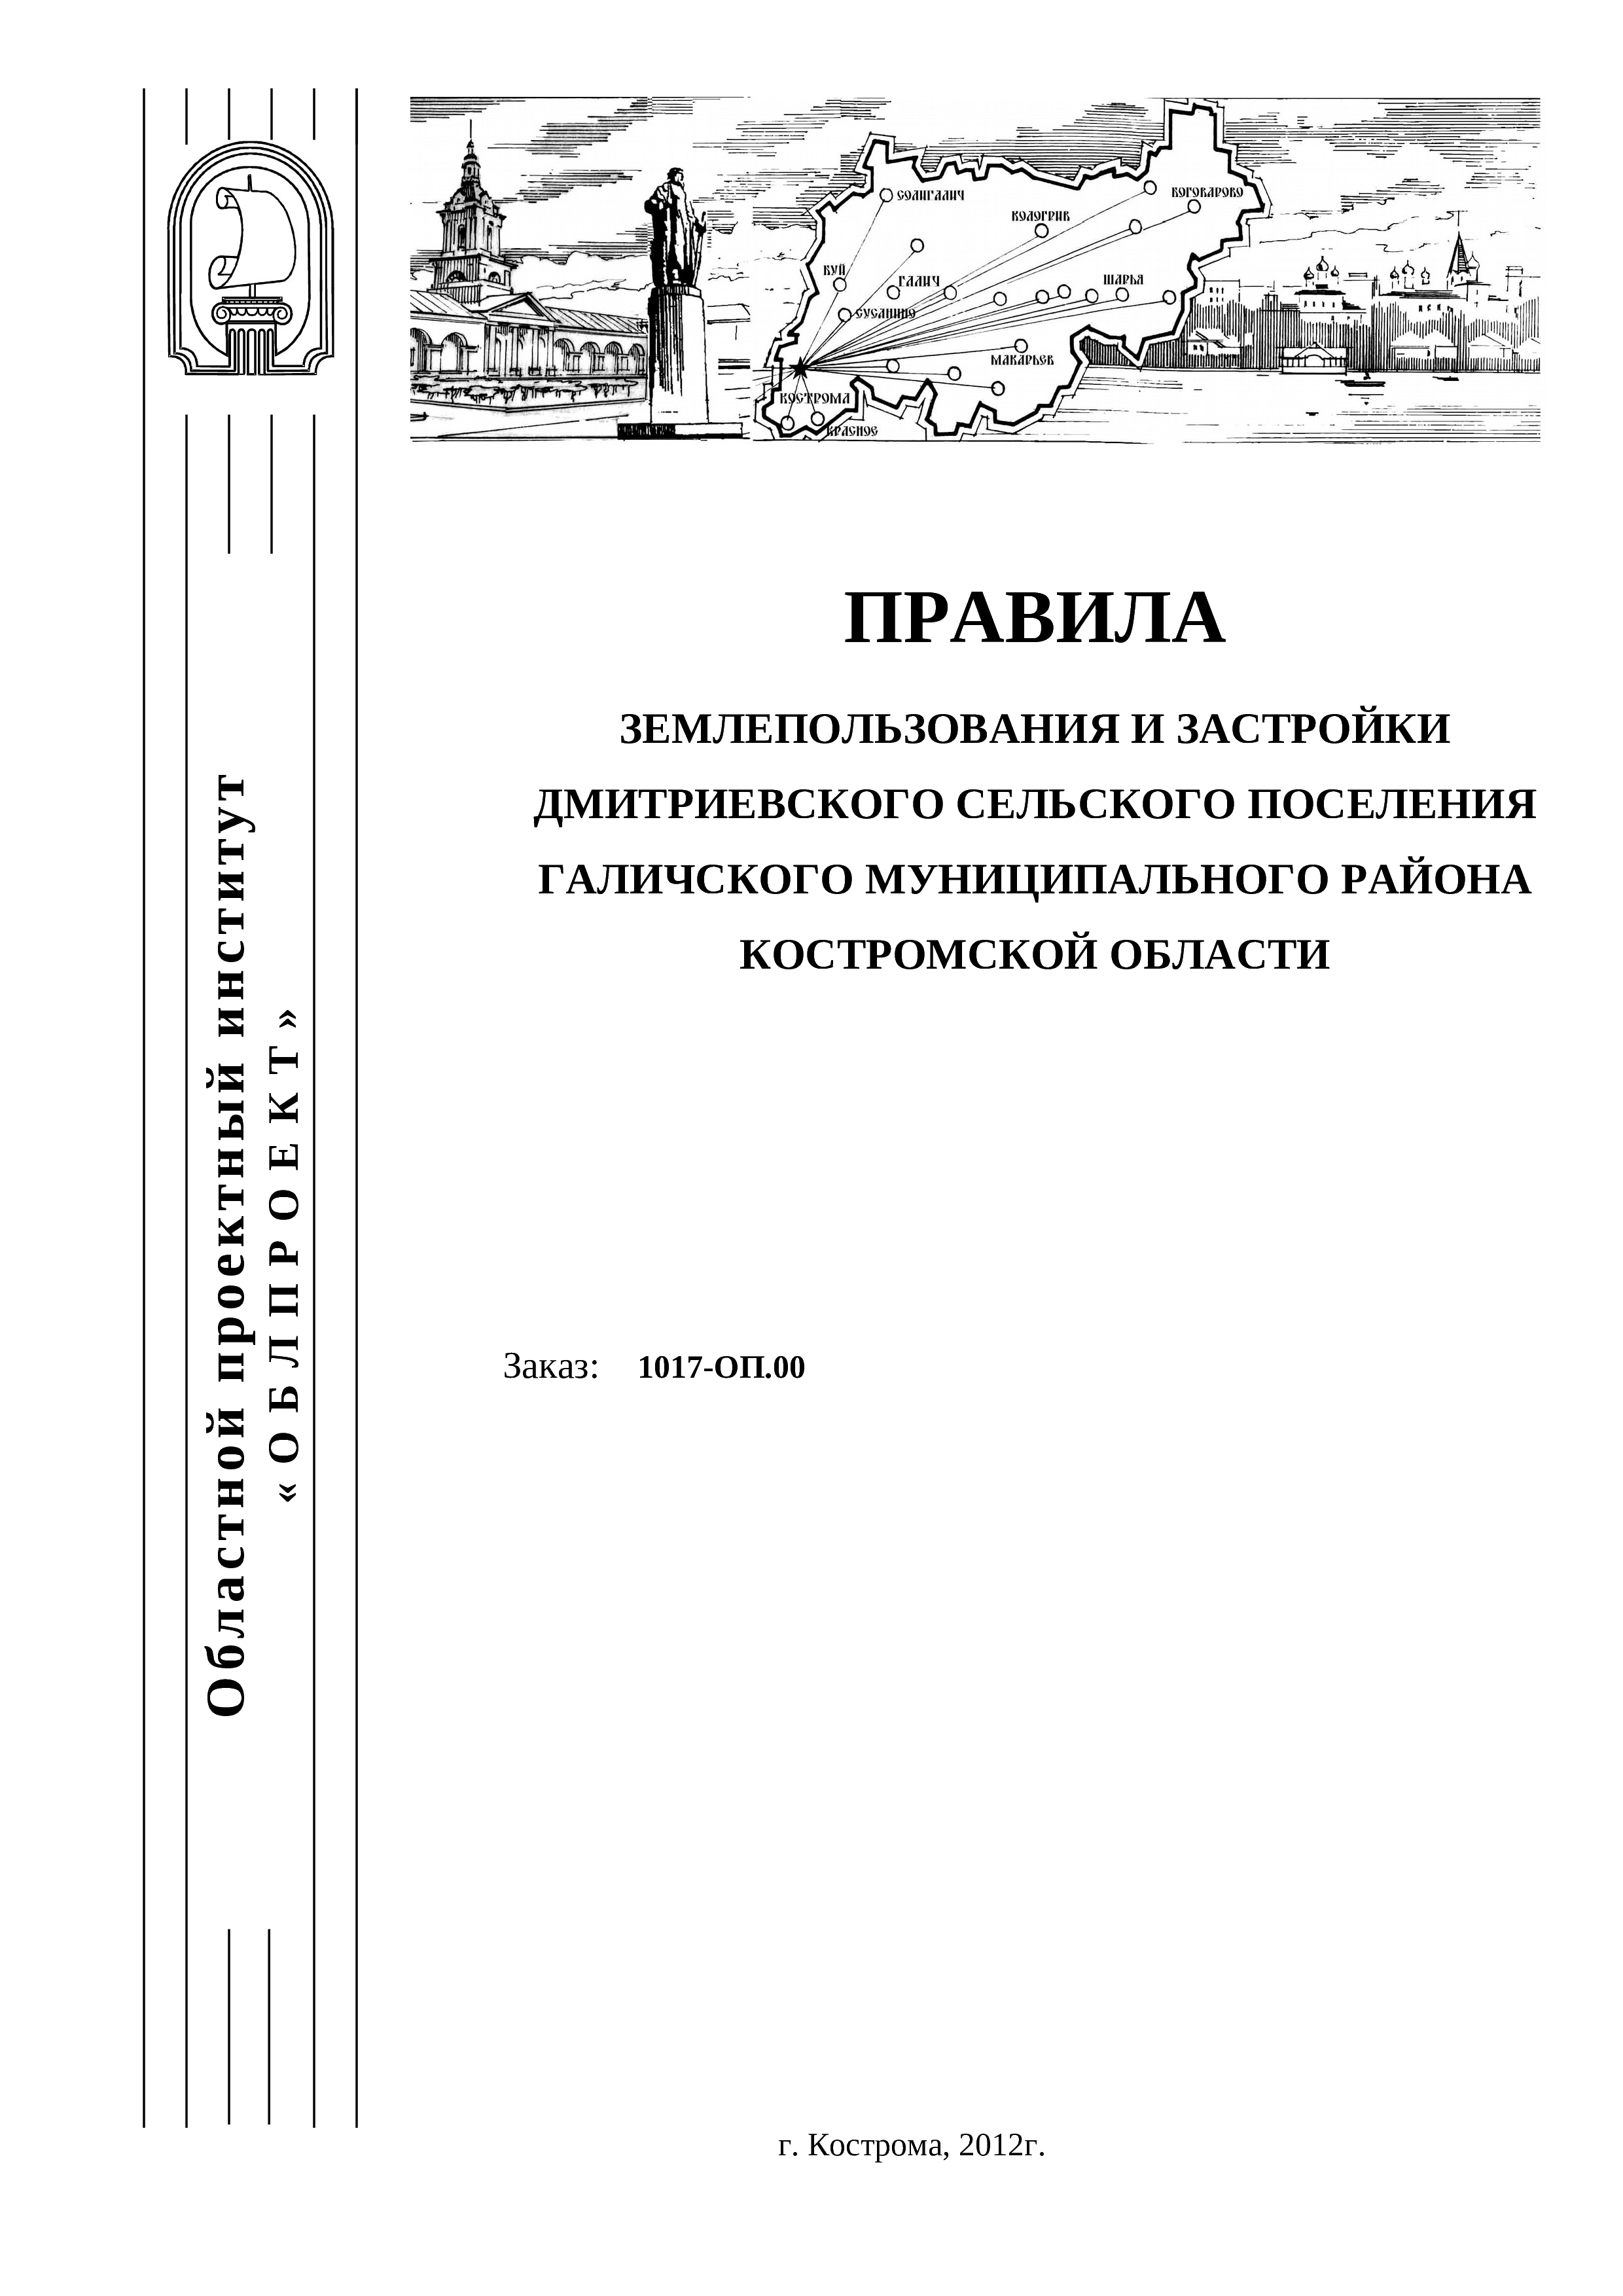 СОЛИГАЛИЧ
БОГОВАРОВО
КОЛОГРИВ
БУЙ
ГАЛИЧ
ШАРЬЯ
СУСАНИНО
МАКАРЬЕВ
КОСТРОМА
КРАСНОЕ
ПРАВИЛА
ЗЕМЛЕПОЛЬЗОВАНИЯ И ЗАСТРОЙКИ
ДМИТРИЕВСКОГО СЕЛЬСКОГО ПОСЕЛЕНИЯ
ГАЛИЧСКОГО МУНИЦИПАЛЬНОГО РАЙОНА
КОСТРОМСКОЙ ОБЛАСТИ
Областной проектный институт
«ОБЛПРОЕКТ»
Заказ: 1017-ОП.00
г. Кострома, 2012г.